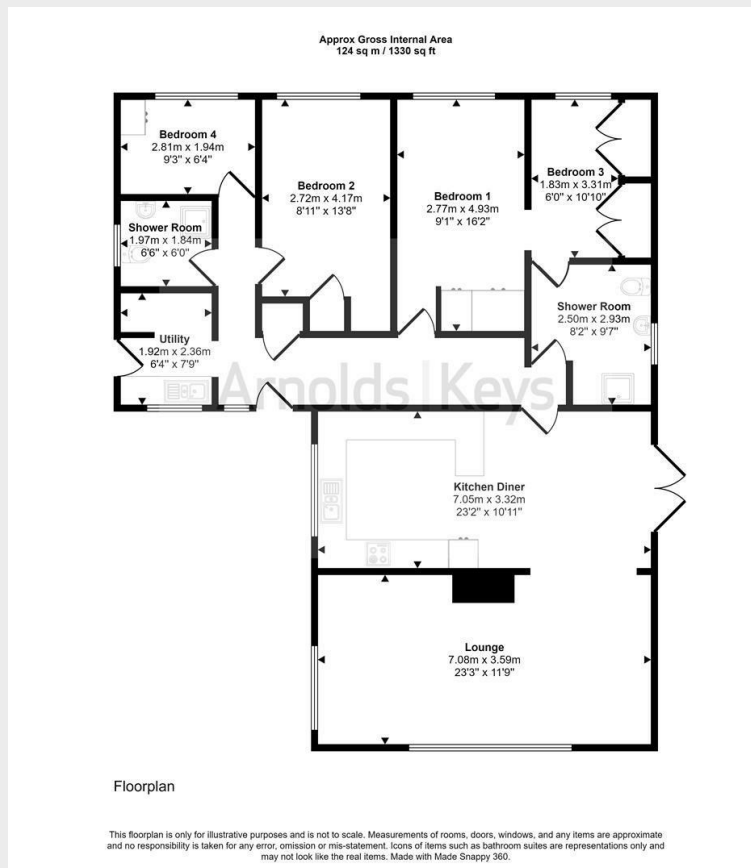 Approx Gross Internal Area
124 sq m / 1330 sq ft
Bedroom 4
2.81m x 1.94m
9'3" x 6'4"
Bedroom 2
2.72m x 4.17m
8'11" x 13'8"
Bedroom 1
2.77m x 4.93m
9'1" x 16'2"
Bedroom 3
1.83m x 3.31m
6'0" x 10'10"
Shower Room
1.97m x 1.84m
6'6" x 6'0"
Shower Room
2.50m x 2.93m
8'2" x 9'7"
Utility
1.92m x 2.36m
6'4" x 7'9"
Arnolds | Keys
Kitchen Diner
7.05m x 3.32m
23'2" x 10'11"
Lounge
7.08m x 3.59m
23'3" x 11'9"
Floorplan
This floorplan is only for illustrative purposes and is not to scale. Measurements of rooms, doors, windows, and any items are approximate
and no responsibility is taken for any error, omission or mis-statement. Icons of items such as bathroom suites are representations only and
may not look like the real items. Made with Made Snappy 360.